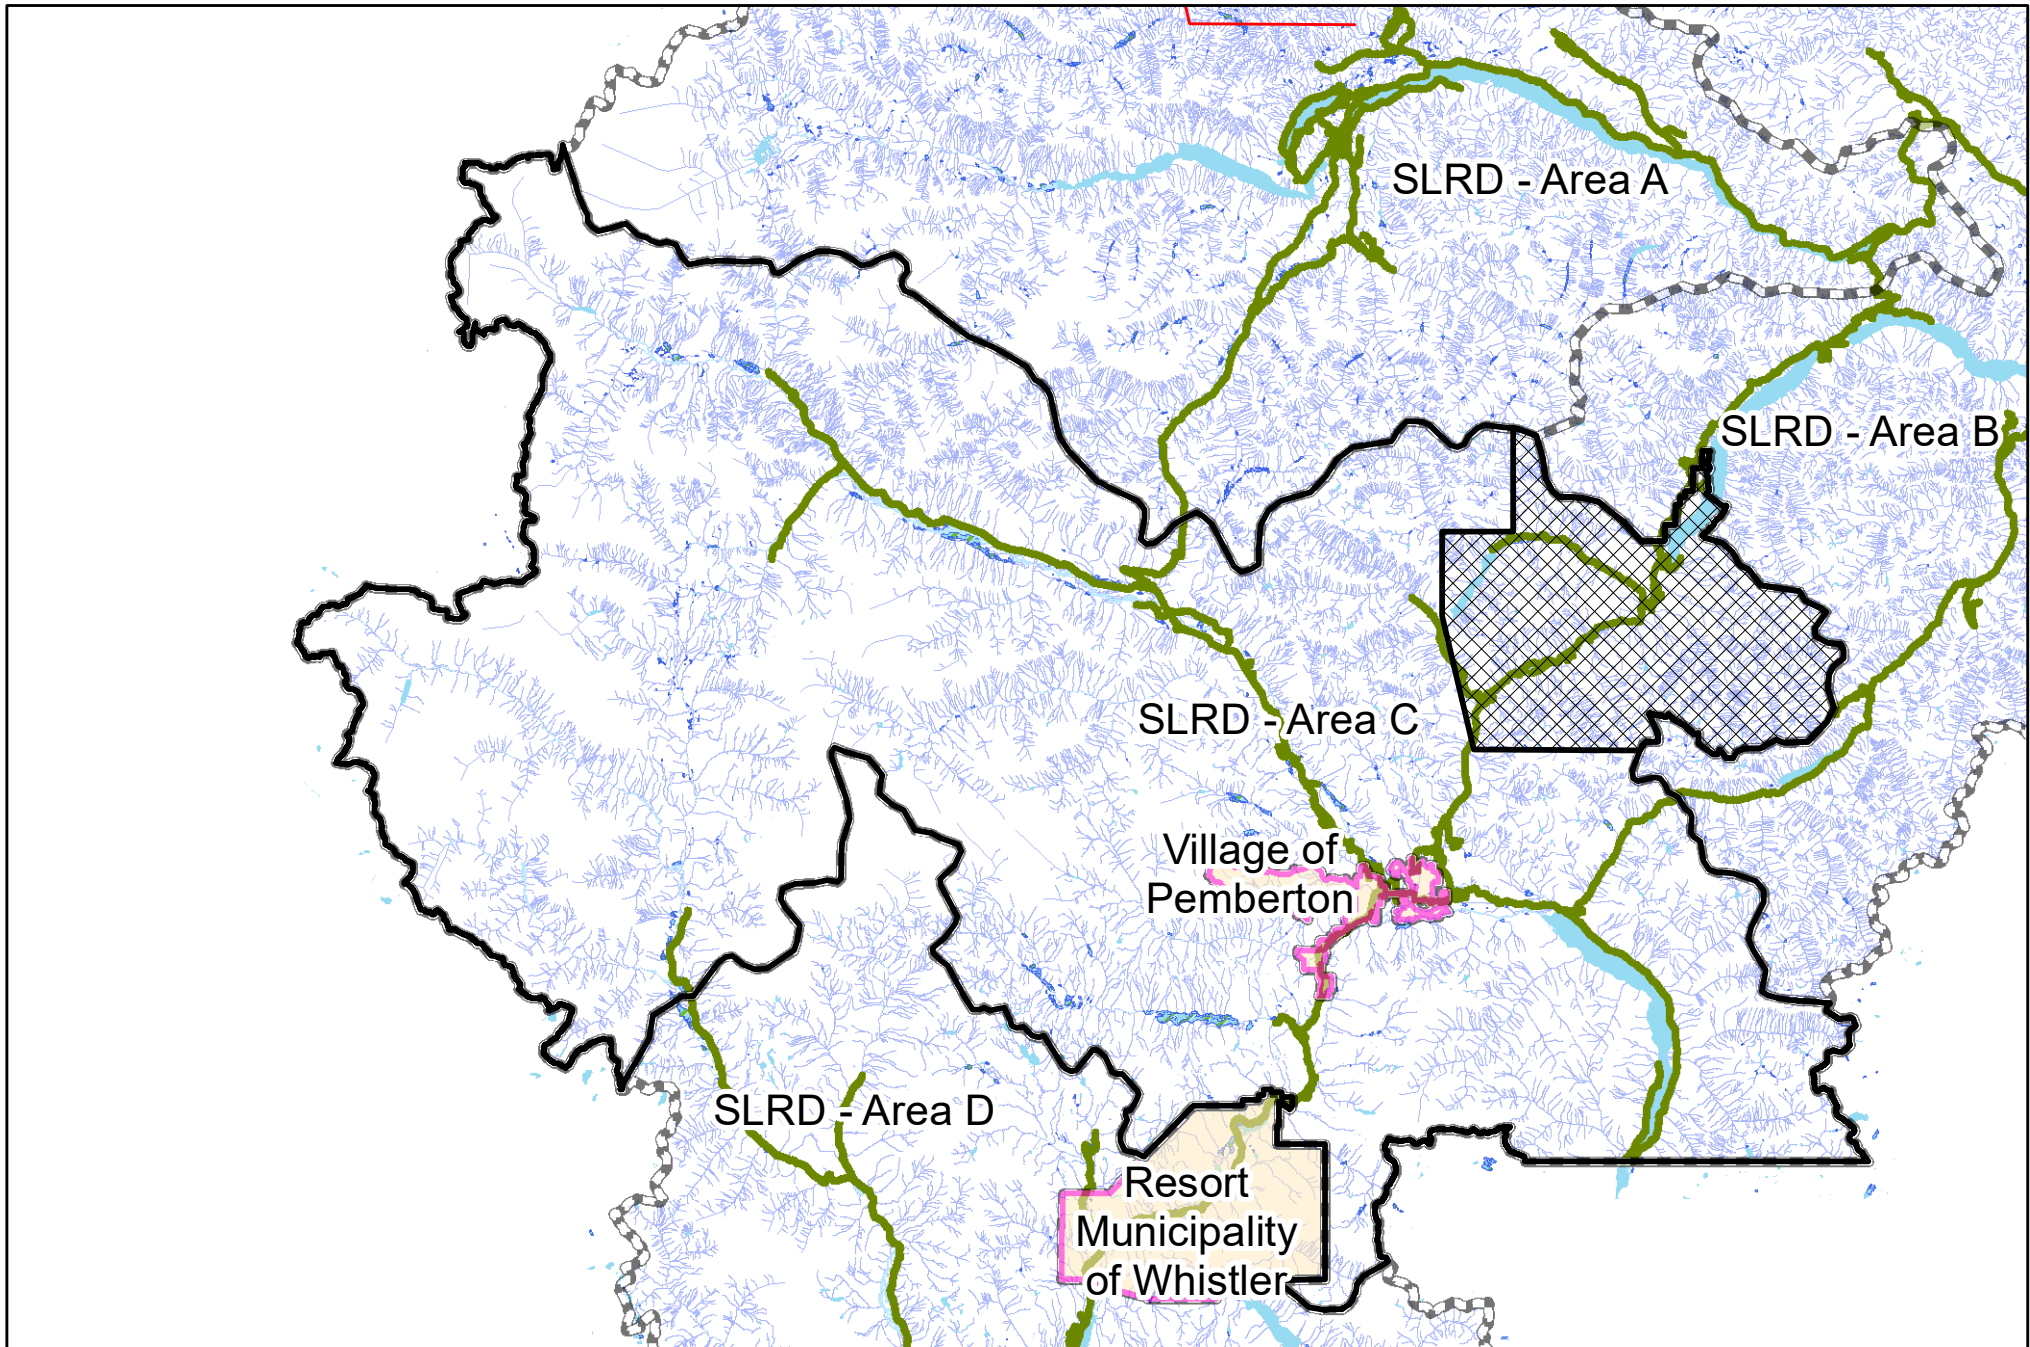 SLRD - Area A
SLRD - Area B
SLRD - Area C
Village of
Pemberton
SLRD - Area D
Resort
Municipality
of Whistler